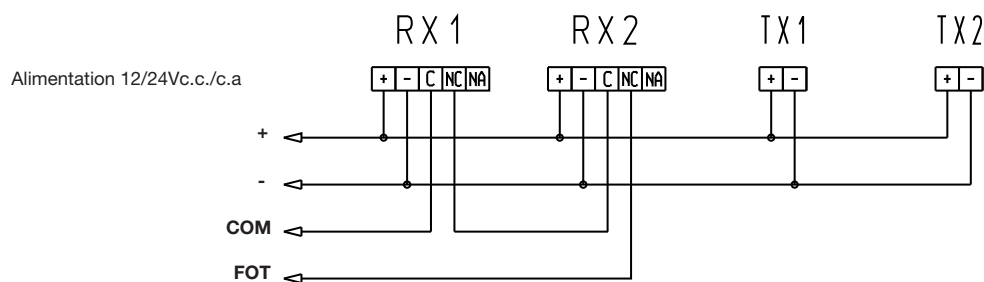 RX1 RX2 TX1 TX2
Alimentation 12/24Vc.c./c.a + - C NC NA + - C NC NA + - + -
+
-
COM
FOT